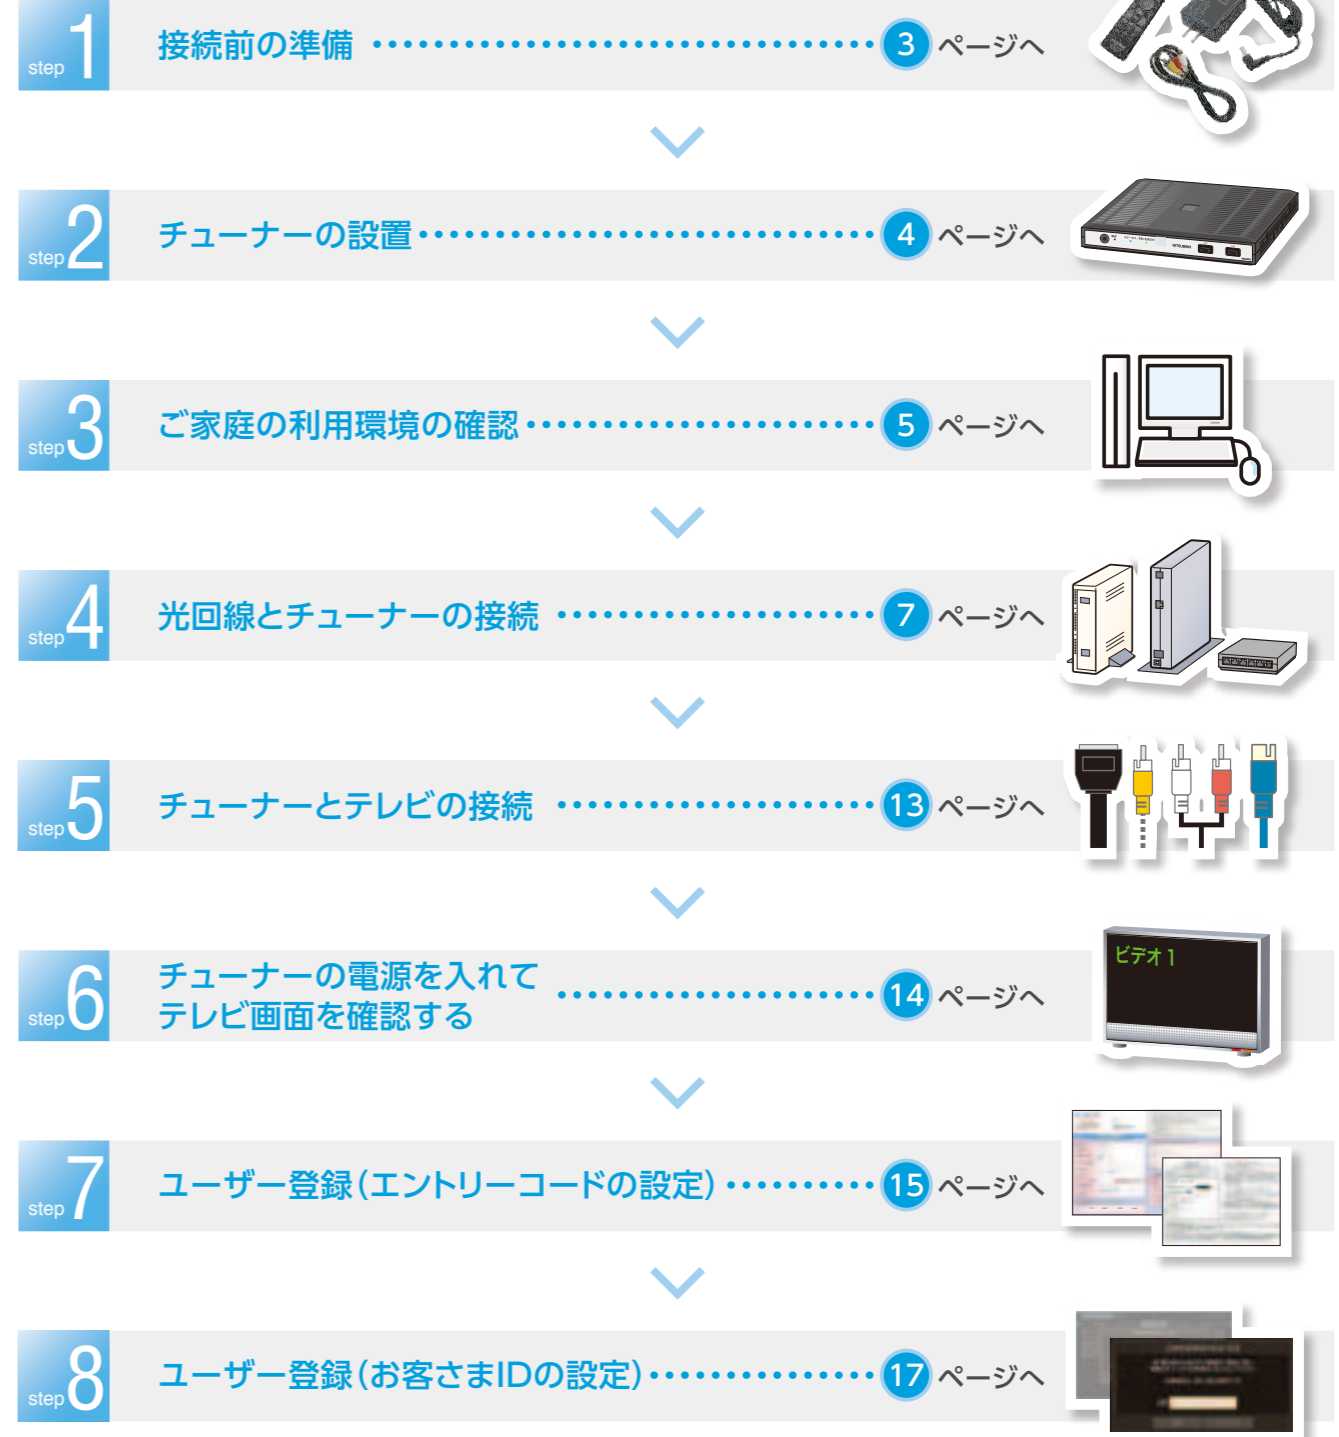 step 1 接続前の準備 ・・・・・・・・・・・・・・・・・・・・・・・・・・・・・・ 3 ページへ
step 2 チューナーの設置 ・・・・・・・・・・・・・・・・・・・・・・・・・・・・ 4 ページへ
step 3 ご家庭の利用環境の確認 ・・・・・・・・・・・・・・・・・・・・・・ 5 ページへ
step 4 光回線とチューナーの接続 ・・・・・・・・・・・・・・・・・・・・ 7 ページへ
step 5 チューナーとテレビの接続 ・・・・・・・・・・・・・・・・・・・・ 13 ページへ
ビデオ1
step 6 チューナーの電源を入れて
テレビ画面を確認する ・・・・・・・・・・・・・・・・・・・・ 14 ページへ
step 7 ユーザー登録(エントリーコードの設定) ・・・・・・・・・・ 15 ページへ
step 8 ユーザー登録(お客さまIDの設定) ・・・・・・・・・・・・・・ 17 ページへ